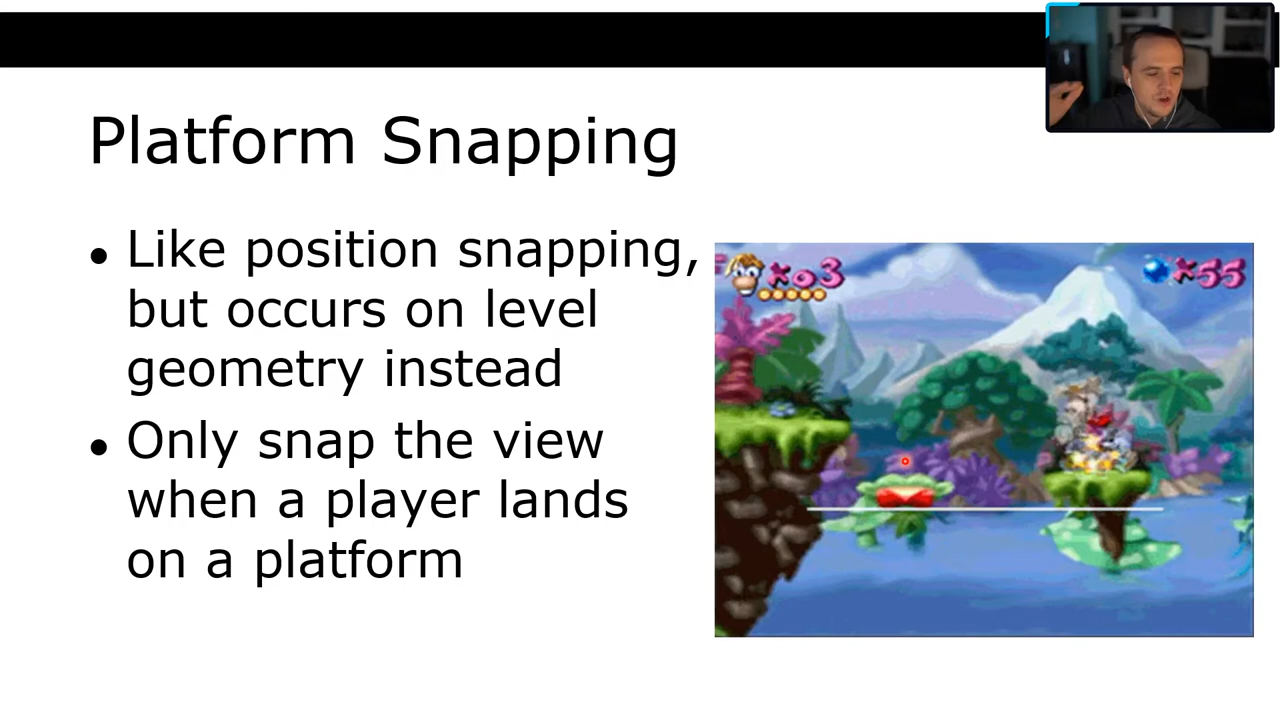 Platform Snapping
• Like position snapping,
but occurs on level
geometry instead
• Only snap the view
when a player lands
on a platform
×03
×55